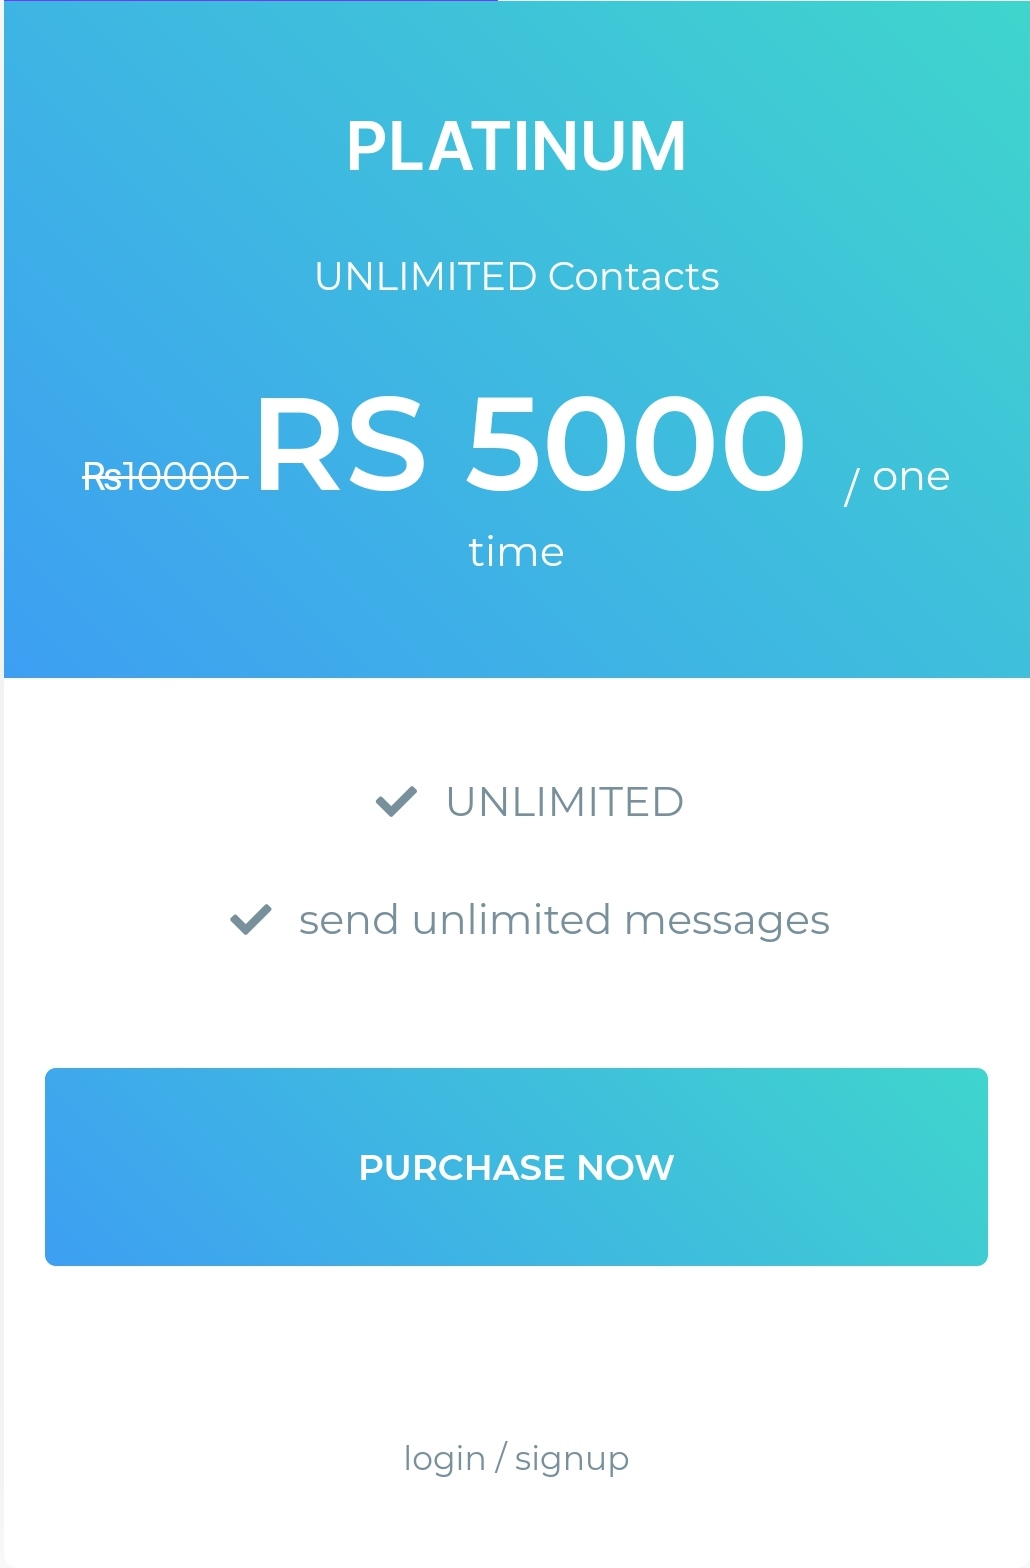 PLATINUM
UNLIMITED Contacts
₨10000 RS 5000 / one
time
UNLIMITED
send unlimited messages
PURCHASE NOW
login / signup